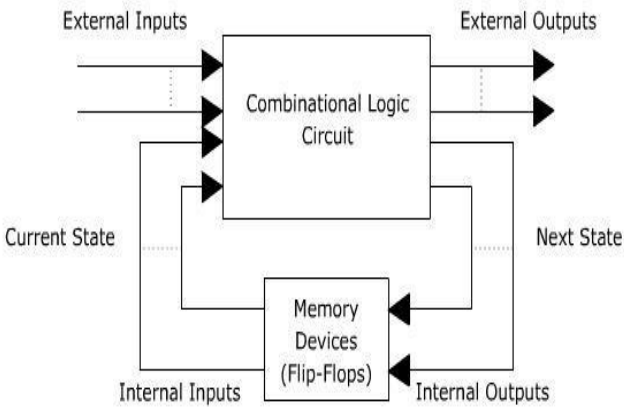 External Inputs
External Outputs
Combinational Logic
Circuit
Current State
Next State
Memory
Devices
(Flip-Flops)
Internal Inputs
Internal Outputs